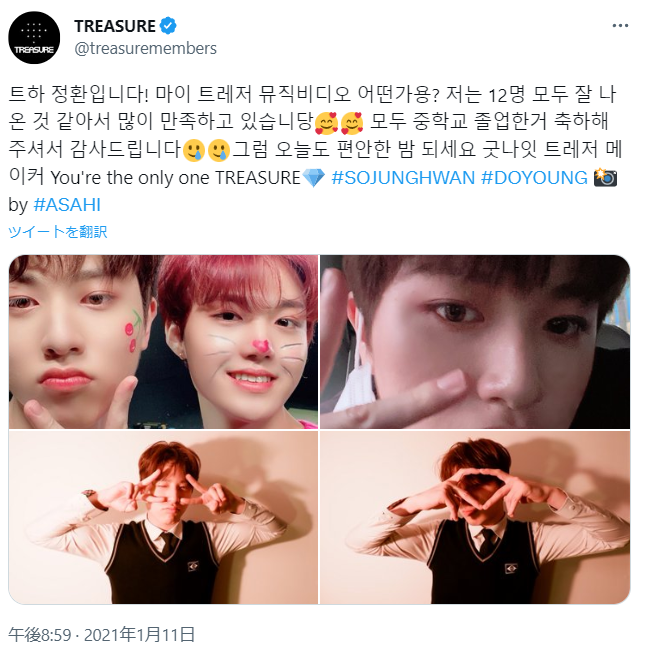 TREASURE
TREASURE
@treasuremembers
트하 정환입니다! 마이 트레저 뮤직비디오 어떤가용? 저는 12명 모두 잘 나
온 것 같아서 많이 만족하고 있습니당🥰🥰 모두 중학교 졸업한거 축하해
주셔서 감사드립니다🥲🥲그럼 오늘도 편안한 밤 되세요 굿나잇 트레저 메
이커 You're the only one TREASURE💎 #SOJUNGHWAN #DOYOUNG 📸
by #ASAHI
ツイートを翻訳
午後8:59 · 2021年1月11日